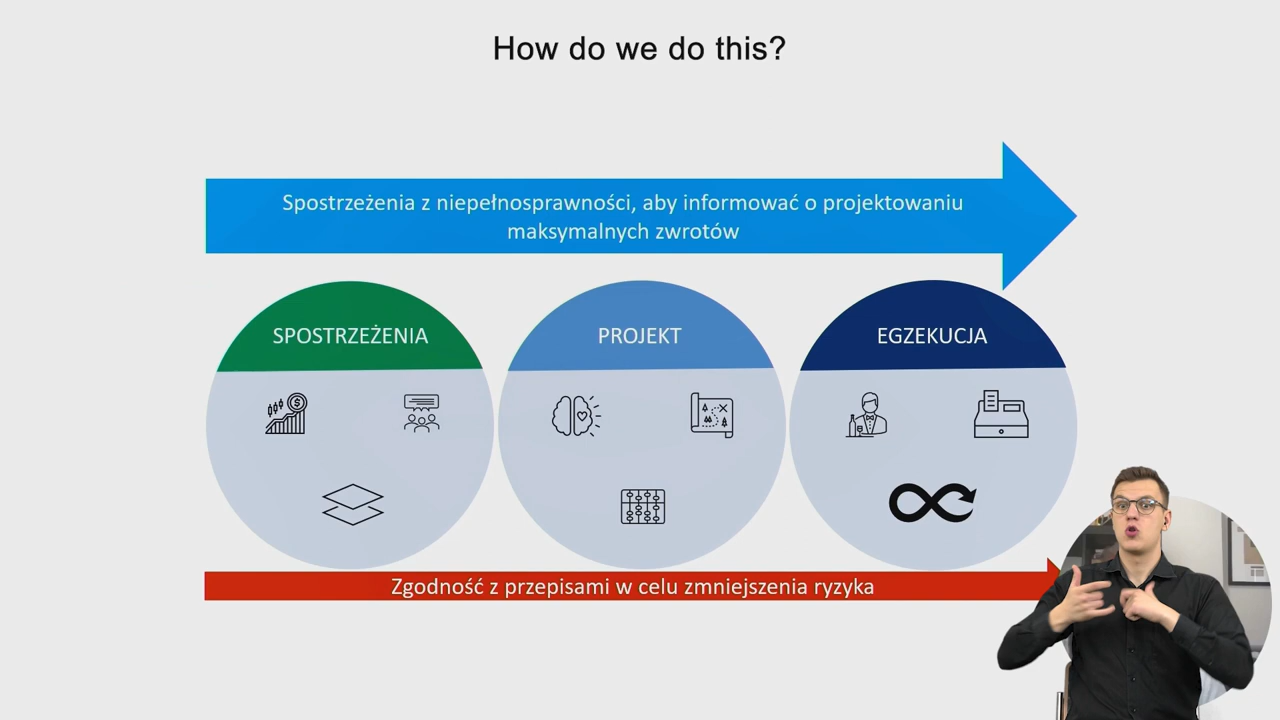 How do we do this?
Spostrzeżenia z niepełnosprawności, aby informować o projektowaniu
maksymalnych zwrotów
SPOSTRZEŻENIA
PROJEKT
EGZEKUCJA
Zgodność z przepisami w celu zmniejszenia ryzyka